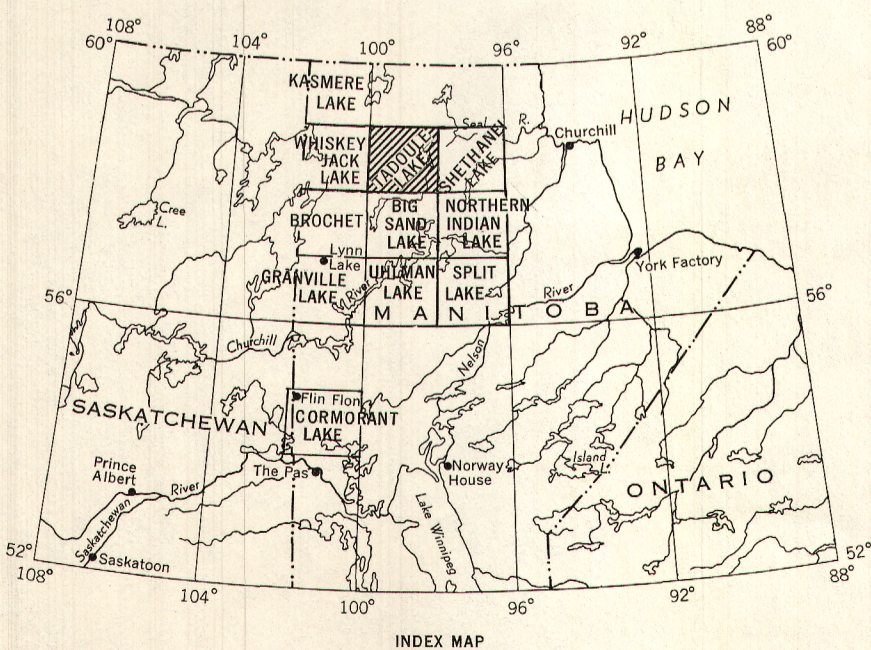 108°
104°
100°
96°
92°
88°
60°
60°
KASMERE
LAKE
Seal R.
HUDSON
BAY
Churchill
WHISKEY
JACK
LAKE
TADOULE
LAKE
SHETHANEI
LAKE
Cree
L.
BROCHET
BIG
SAND
LAKE
NORTHERN
INDIAN
LAKE
Lynn
Lake
York Factory
GRANVILLE
LAKE
River
UHLMAN
LAKE
SPLIT
LAKE
River
56°
56°
MANITOBA
Churchill
Nelson
Flin Flon
SASKATCHEWAN
CORMORANT
LAKE
Prince
Albert
River
The Pas
Norway
House
Island
ONTARIO
Saskatchewan
Lake Winnipeg
Saskatoon
52°
52°
108°
104°
100°
96°
92°
88°
INDEX MAP